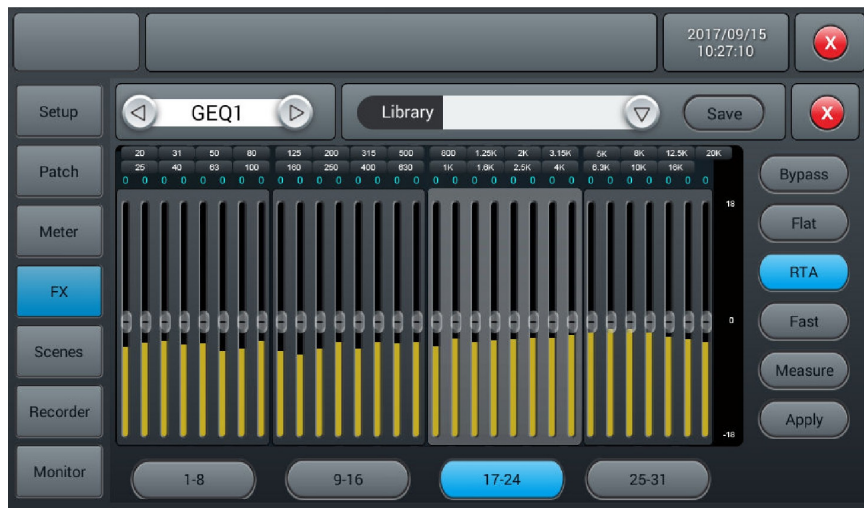 2017/09/15
10:27:10
X
Setup
GEQ1
Library
Save
X
20 31 50 80 125 200 315 500 800 1.25K 2K 3.15K 5K 8K 12.5K 20K
25 40 63 100 160 250 400 630 1K 1.6K 2.5K 4K 6.3K 10K 16K
0 0 0 0 0 0 0 0 0 0 0 0 0 0 0 0 0 0 0 0 0 0 0 0 0 0 0 0 0 0 0
Patch
Bypass
18
Meter
Flat
FX
RTA
0
Fast
Scenes
Measure
Recorder
Apply
-18
Monitor
1-8
9-16
17-24
25-31